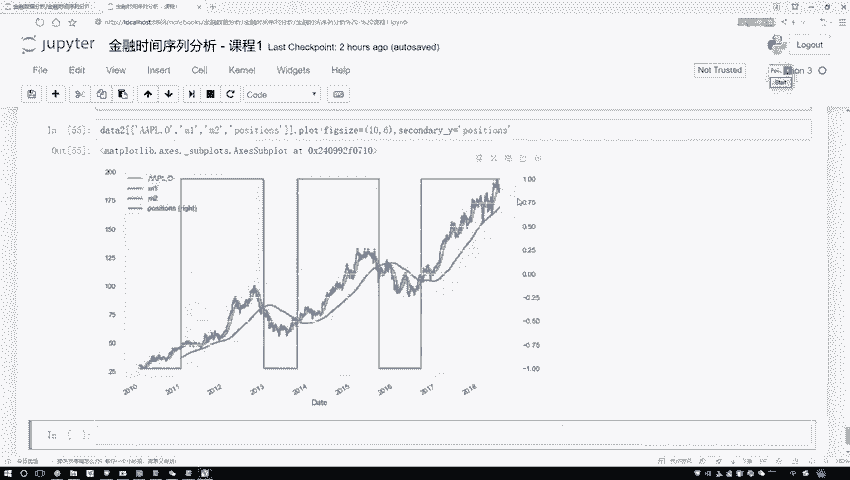 jupyter 金融时间序列分析 - 课程1 Last Checkpoint: 2 hours ago (autosaved)
Logout
File Edit View Insert Cell Kernel Widgets Help
Not Trusted
Code
In [55]: data2[['AAPL.O','m1','m2','positions']].plot(figsize=(10,6),secondary_y='positions'
Out[55]: <matplotlib.axes._subplots.AxesSubplot at 0x240992f0710>
AAPL.O
m1
m2
positions (right)
200
175
150
125
100
75
50
25
1.00
0.75
0.50
0.25
0.00
−0.25
−0.50
−0.75
−1.00
2010 2011 2012 2013 2014 2015 2016 2017 2018
Date
In [ ]: